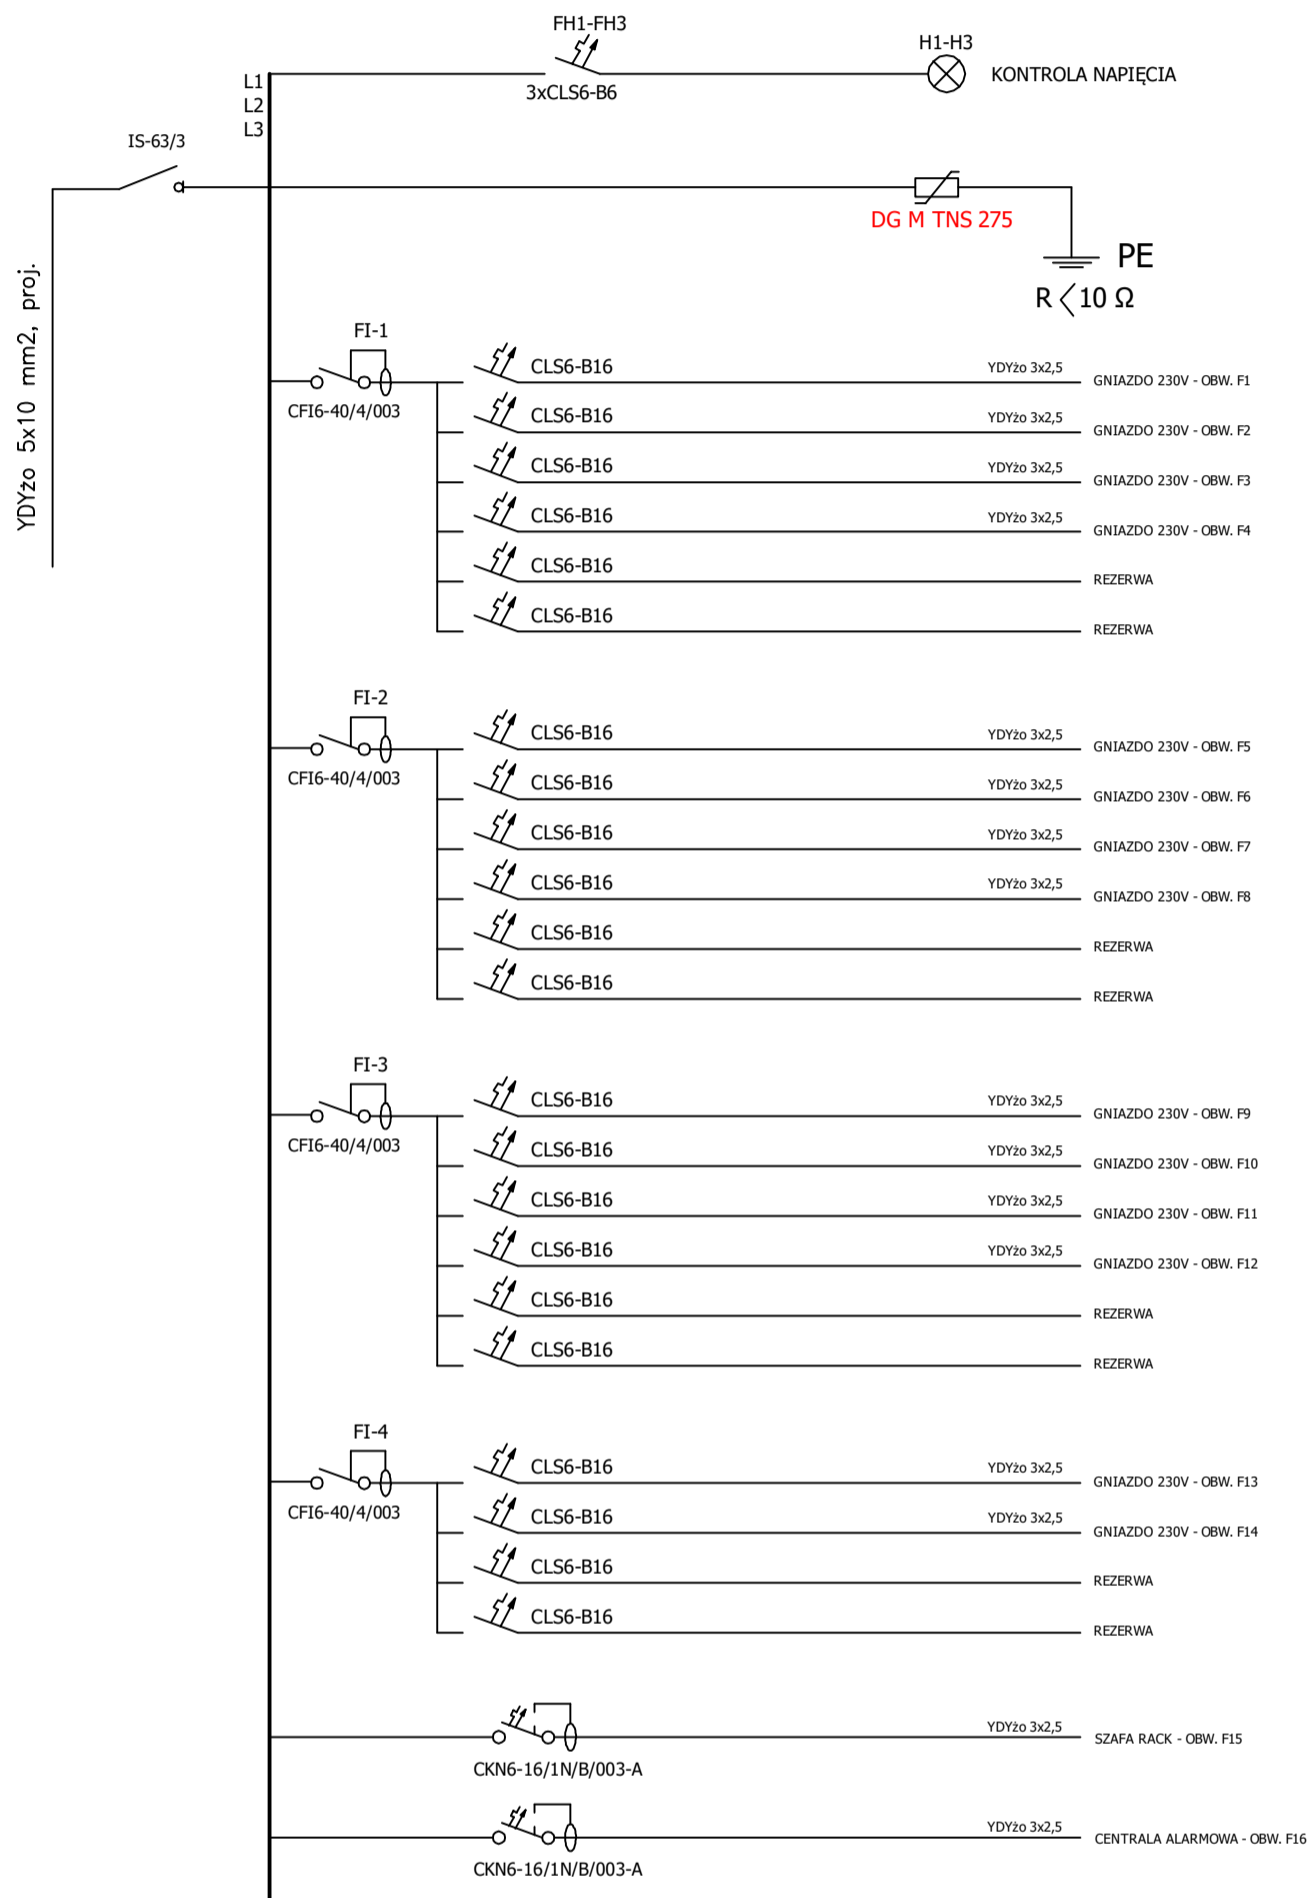 FH1-FH3
H1-H3
L1
KONTROLA NAPIĘCIA
3xCLS6-B6
L2
L3
IS-63/3
DG M TNS 275
PE
R < 10 Ω
YDYżo 5x10 mm2, proj.
FI-1
CFI6-40/4/003
CLS6-B16 YDYżo 3x2,5 GNIAZDO 230V - OBW. F1
CLS6-B16 YDYżo 3x2,5 GNIAZDO 230V - OBW. F2
CLS6-B16 YDYżo 3x2,5 GNIAZDO 230V - OBW. F3
CLS6-B16 YDYżo 3x2,5 GNIAZDO 230V - OBW. F4
CLS6-B16 REZERWA
CLS6-B16 REZERWA
FI-2
CFI6-40/4/003
CLS6-B16 YDYżo 3x2,5 GNIAZDO 230V - OBW. F5
CLS6-B16 YDYżo 3x2,5 GNIAZDO 230V - OBW. F6
CLS6-B16 YDYżo 3x2,5 GNIAZDO 230V - OBW. F7
CLS6-B16 YDYżo 3x2,5 GNIAZDO 230V - OBW. F8
CLS6-B16 REZERWA
CLS6-B16 REZERWA
FI-3
CFI6-40/4/003
CLS6-B16 YDYżo 3x2,5 GNIAZDO 230V - OBW. F9
CLS6-B16 YDYżo 3x2,5 GNIAZDO 230V - OBW. F10
CLS6-B16 YDYżo 3x2,5 GNIAZDO 230V - OBW. F11
CLS6-B16 YDYżo 3x2,5 GNIAZDO 230V - OBW. F12
CLS6-B16 REZERWA
CLS6-B16 REZERWA
FI-4
CFI6-40/4/003
CLS6-B16 YDYżo 3x2,5 GNIAZDO 230V - OBW. F13
CLS6-B16 YDYżo 3x2,5 GNIAZDO 230V - OBW. F14
CLS6-B16 REZERWA
CLS6-B16 REZERWA
YDYżo 3x2,5 SZAFA RACK - OBW. F15
CKN6-16/1N/B/003-A
YDYżo 3x2,5 CENTRALA ALARMOWA - OBW. F16
CKN6-16/1N/B/003-A